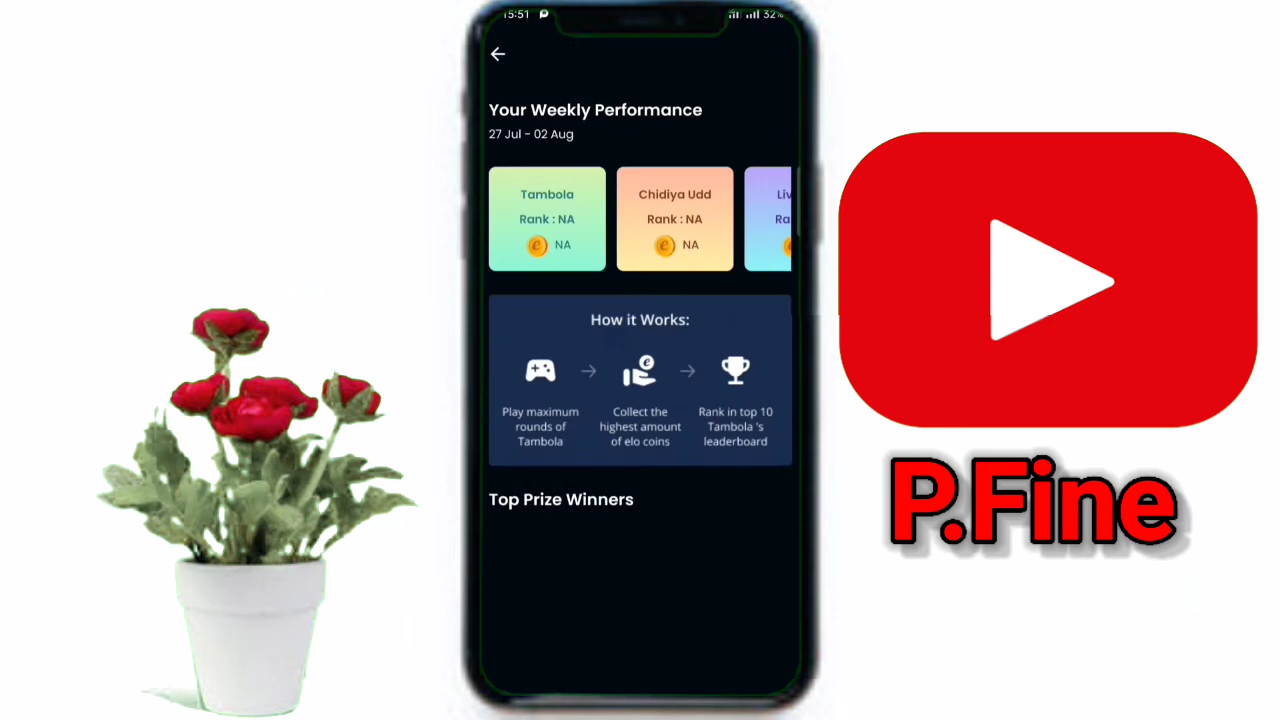 15:51
32%
Your Weekly Performance
27 Jul - 02 Aug
Tambola
Rank : NA
e NA
Chidiya Udd
Rank : NA
e NA
Liv
Ra
e
How it Works:
e
Play maximum
rounds of
Tambola
Collect the
highest amount
of elo coins
Rank in top 10
Tambola 's
leaderboard
Top Prize Winners
P.Fine